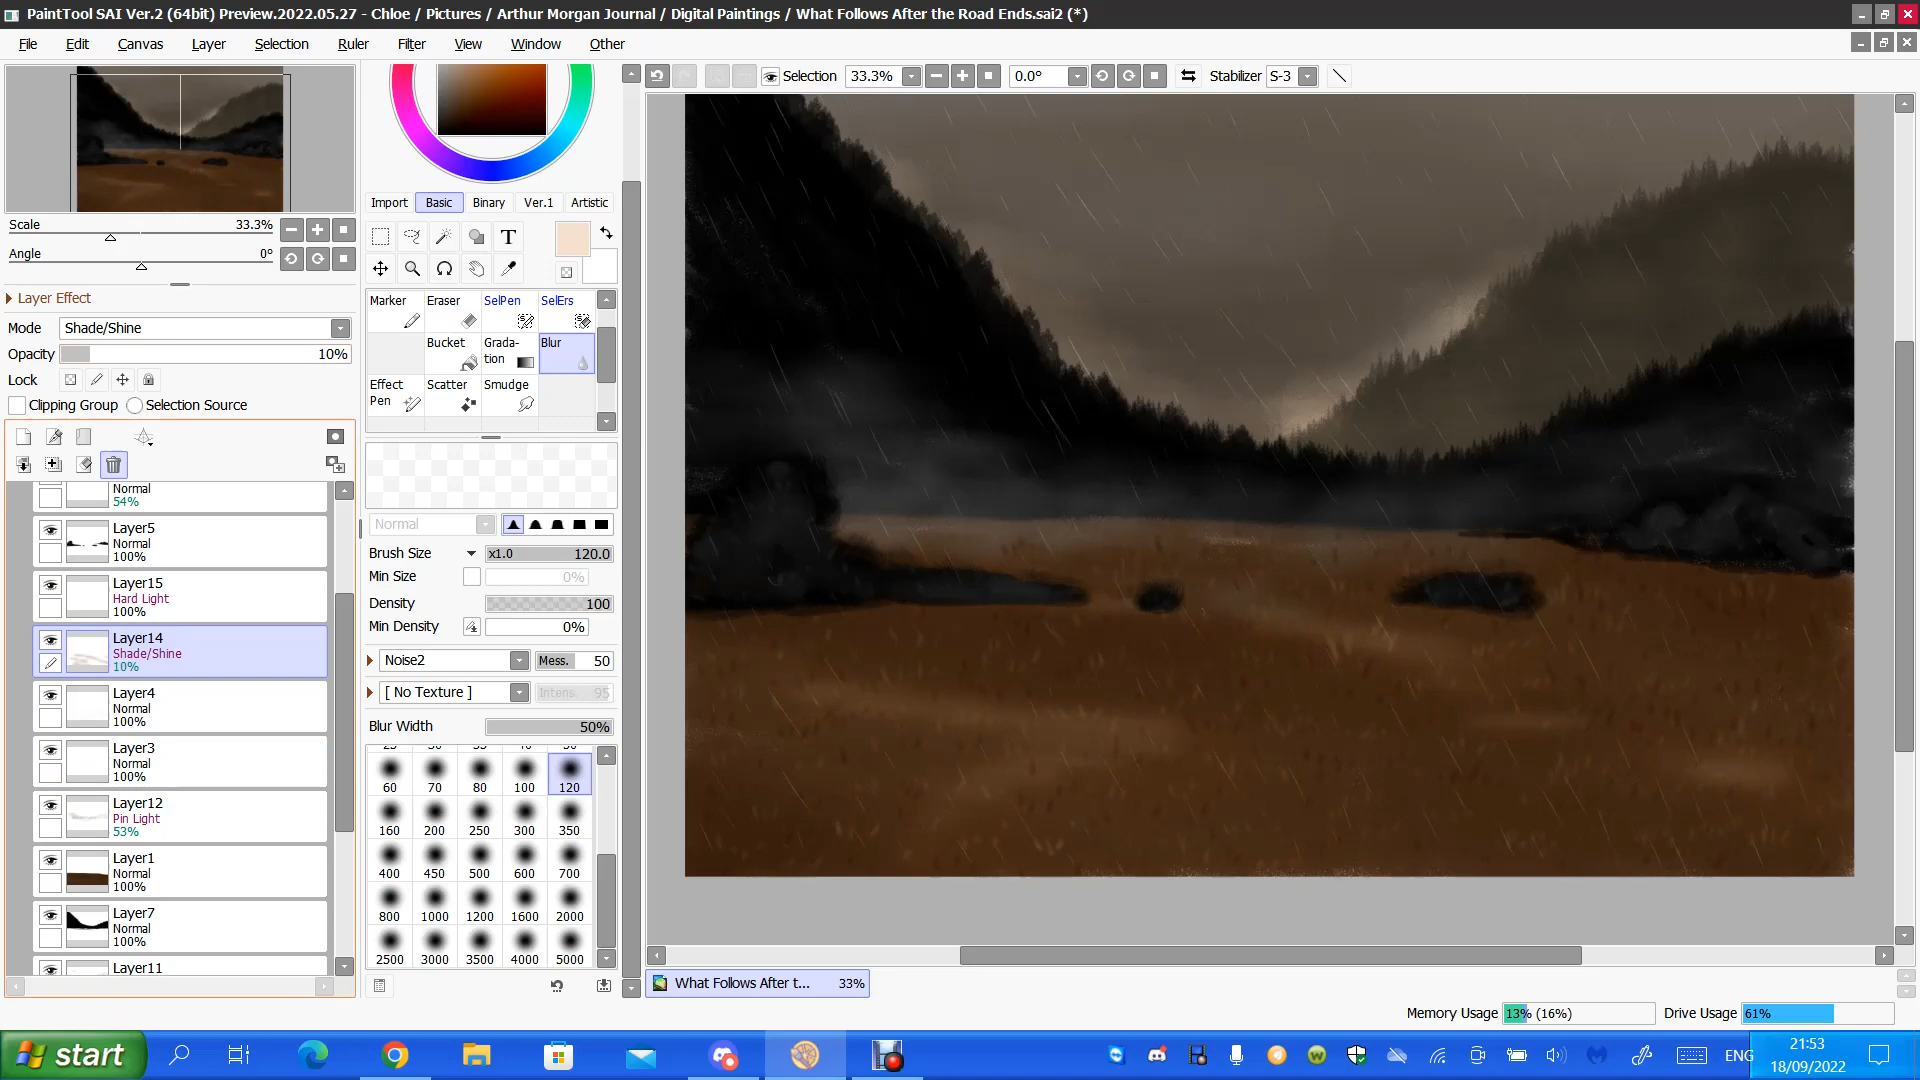 PaintTool SAI Ver.2 (64bit) Preview.2022.05.27 - Chloe / Pictures / Arthur Morgan Journal / Digital Paintings / What Follows After the Road Ends.sai2 (*)
File Edit Canvas Layer Selection Ruler Filter View Window Other
Selection 33.3% 0.0° Stabilizer S-3
Scale 33.3%
Angle 0°
Layer Effect
Mode Shade/Shine
Opacity 10%
Lock
Clipping Group Selection Source
Normal
54%
Layer5
Normal
100%
Layer15
Hard Light
100%
Layer14
Shade/Shine
10%
Layer4
Normal
100%
Layer3
Normal
100%
Layer12
Pin Light
53%
Layer1
Normal
100%
Layer7
Normal
100%
Layer11
Import Basic Binary Ver.1 Artistic
T
Marker Eraser SelPen SelErs
Bucket Grada-
tion Blur
Effect
Pen Scatter Smudge
Normal
Brush Size x1.0 120.0
Min Size 0%
Density 100
Min Density 0%
Noise2 Mess. 50
[ No Texture ] Intens. 95
Blur Width 50%
60 70 80 100 120
160 200 250 300 350
400 450 500 600 700
800 1000 1200 1600 2000
2500 3000 3500 4000 5000
What Follows After t... 33%
Memory Usage 13% (16%) Drive Usage 61%
start
ENG
21:53
18/09/2022